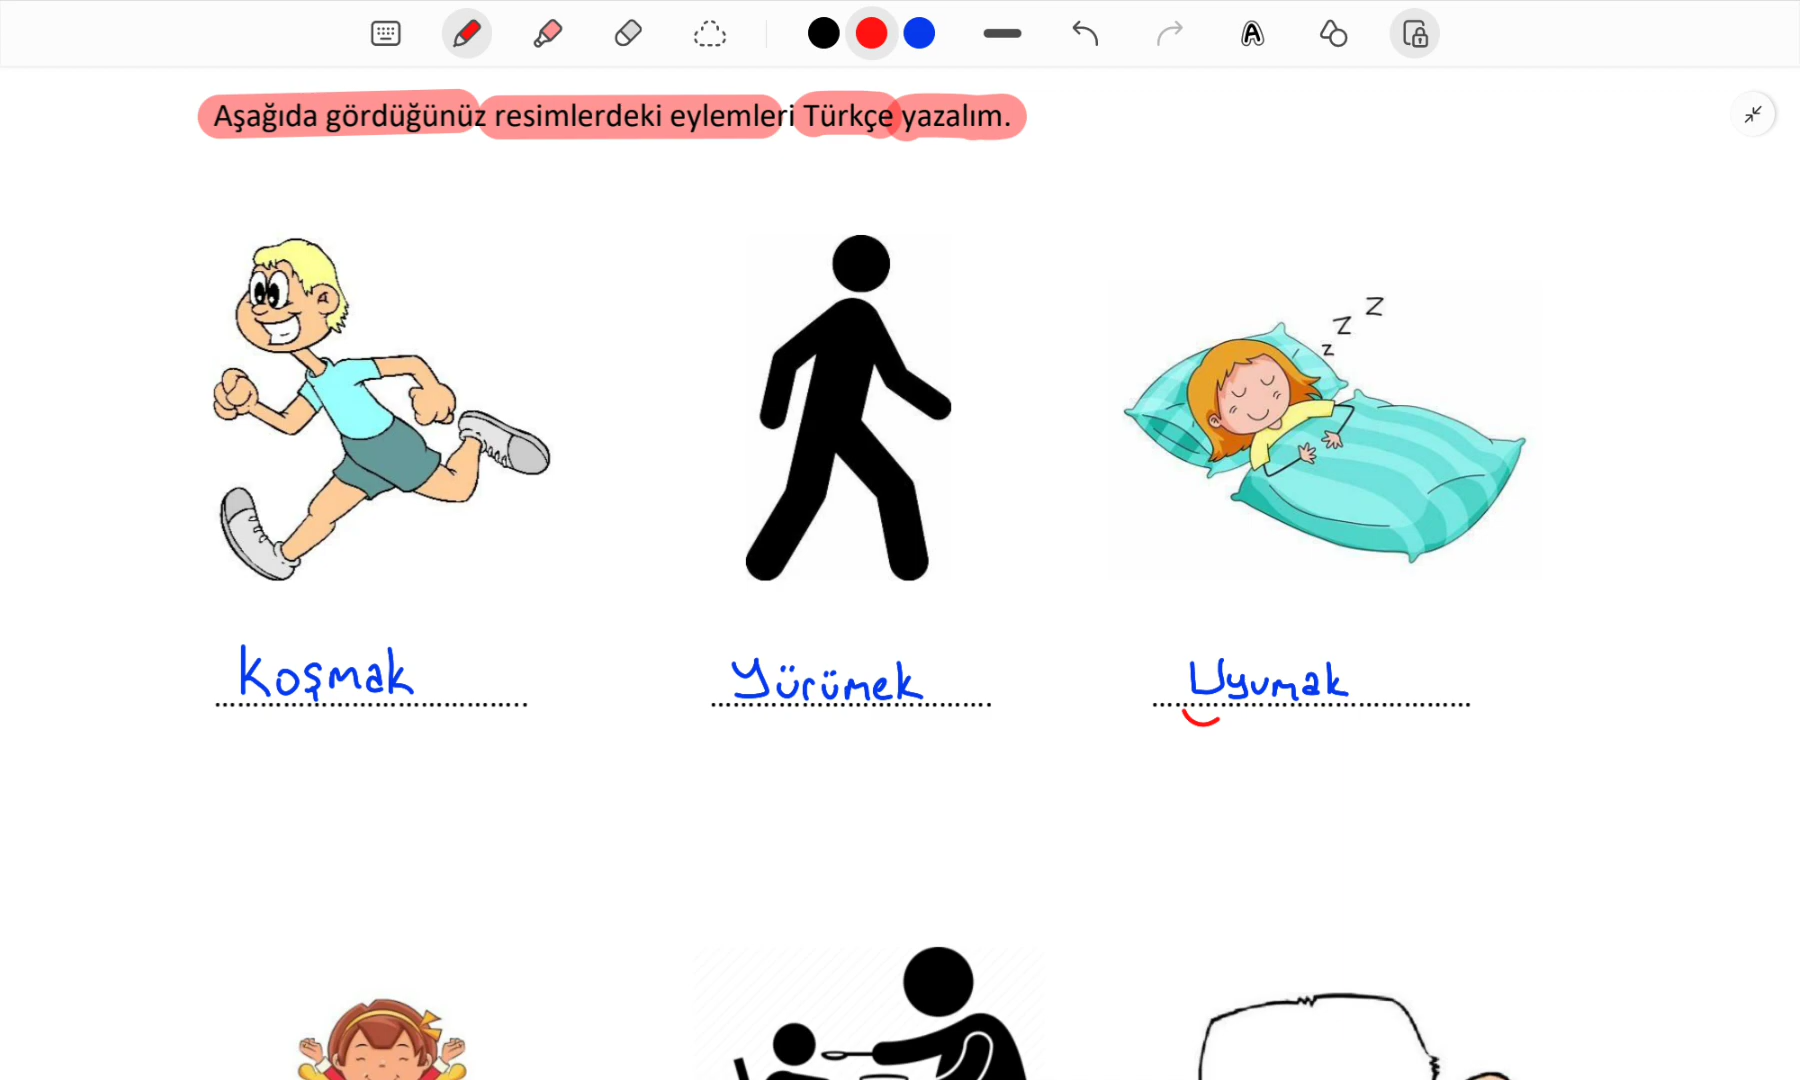 Aşağıda gördüğünüz resimlerdeki eylemleri Türkçe yazalım.
z z z
Koşmak
Yürümek
Uyumak